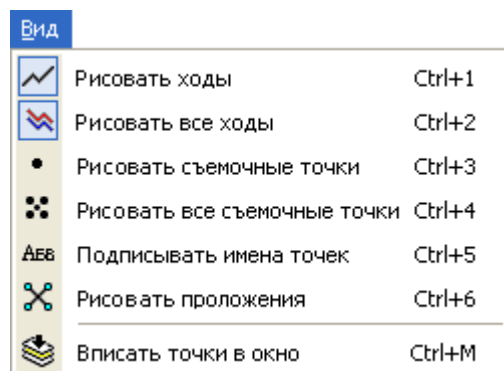 Вид
Рисовать ходы Ctrl+1
Рисовать все ходы Ctrl+2
Рисовать съемочные точки Ctrl+3
Рисовать все съемочные точки Ctrl+4
Абв Подписывать имена точек Ctrl+5
Рисовать проложения Ctrl+6
Вписать точки в окно Ctrl+M